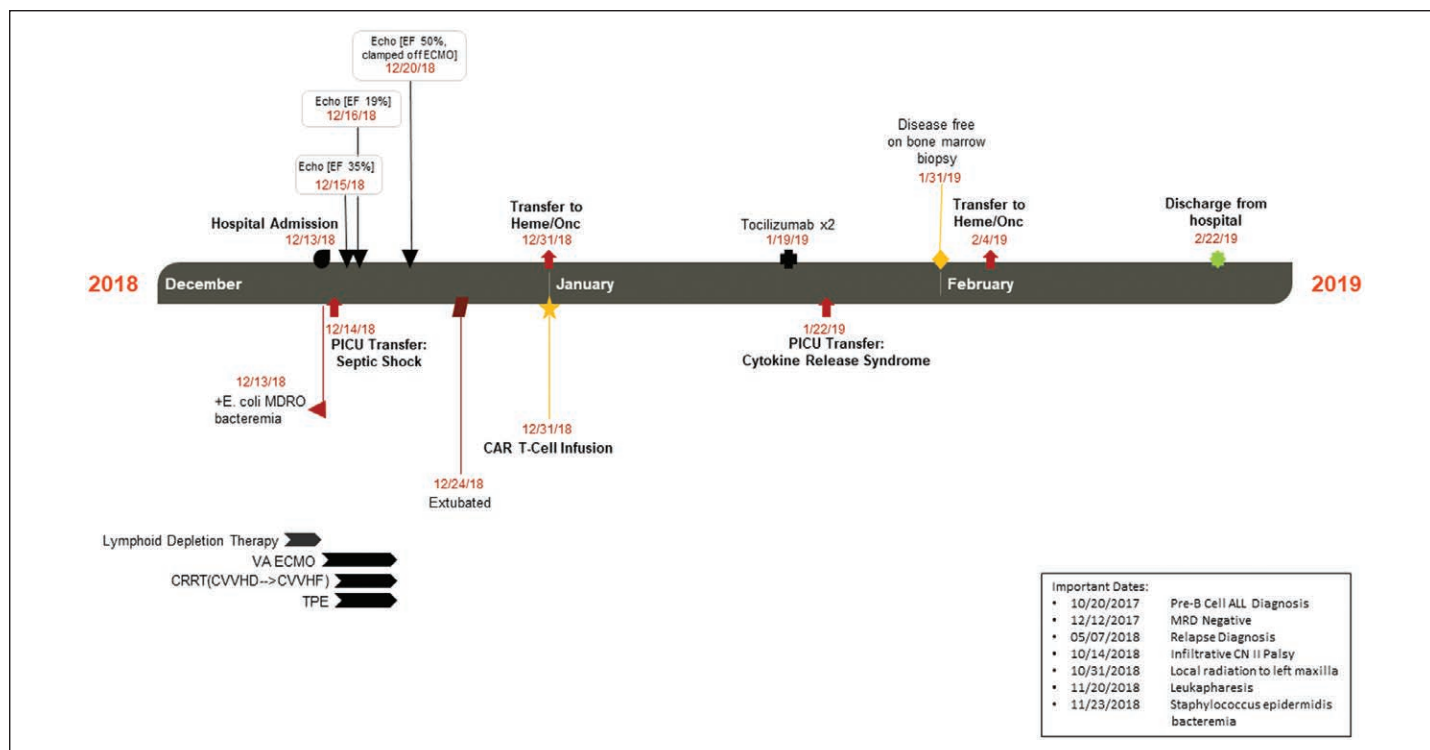 Echo [EF 50%,
clamped off ECMO]
12/20/18
Echo [EF 19%]
12/16/18
Echo [EF 35%]
12/15/18
Hospital Admission
12/13/18
Transfer to
Heme/Onc
12/31/18
Tocilizumab x2
1/19/19
Disease free
on bone marrow
biopsy
1/31/19
Transfer to
Heme/Onc
2/4/19
Discharge from
hospital
2/22/19
2018
December
January
February
2019
12/14/18
PICU Transfer:
Septic Shock
1/22/19
PICU Transfer:
Cytokine Release Syndrome
12/13/18
+E. coli MDRO
bacteremia
12/31/18
CAR T-Cell Infusion
12/24/18
Extubated
Lymphoid Depletion Therapy
VA ECMO
CRRT(CVVHD-->CVVHF)
TPE
Important Dates:
• 10/20/2017 Pre-B Cell ALL Diagnosis
• 12/12/2017 MRD Negative
• 05/07/2018 Relapse Diagnosis
• 10/14/2018 Infiltrative CN II Palsy
• 10/31/2018 Local radiation to left maxilla
• 11/20/2018 Leukapharesis
• 11/23/2018 Staphylococcus epidermidis
bacteremia